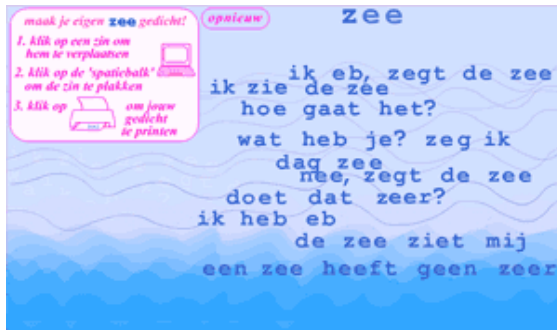 maak je eigen zee gedicht!
1. klik op een zin om
hem te verplaatsen
2. klik op de 'spatiebalk'
om de zin te plakken
3. klik op om jouw
gedicht
te printen
opnieuw
zee
ik eb, zegt de zee
ik zie de zee
hoe gaat het?
wat heb je? zeg ik
dag zee
nee, zegt de zee
doet dat zeer?
ik heb eb
de zee ziet mij
een zee heeft geen zeer